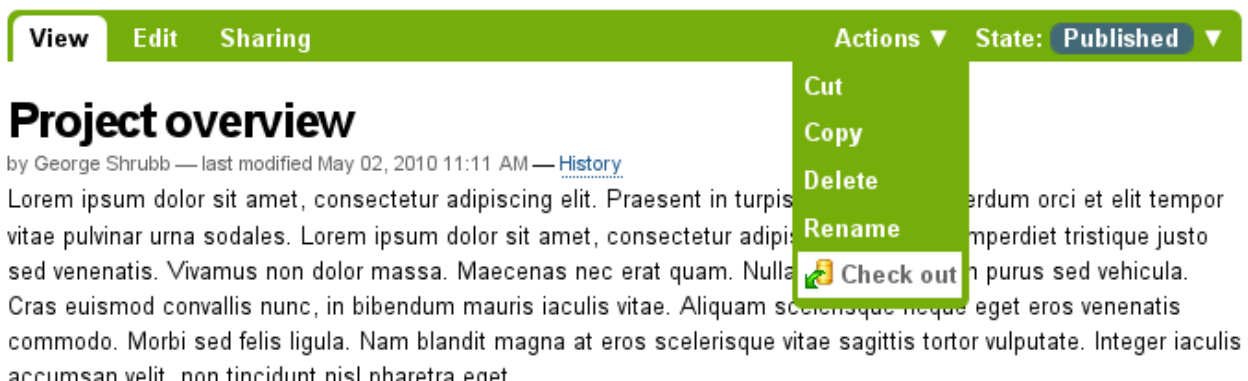 View Edit Sharing Actions ▼ State: Published ▼
Cut
Copy
Delete
Rename
Check out
Project overview
by George Shrubb — last modified May 02, 2010 11:11 AM — History
Lorem ipsum dolor sit amet, consectetur adipiscing elit. Praesent in turpis erdum orci et elit tempor
vitae pulvinar urna sodales. Lorem ipsum dolor sit amet, consectetur adipi mperdiet tristique justo
sed venenatis. Vivamus non dolor massa. Maecenas nec erat quam. Nulla n purus sed vehicula.
Cras euismod convallis nunc, in bibendum mauris iaculis vitae. Aliquam scelerisque neque eget eros venenatis
commodo. Morbi sed felis ligula. Nam blandit magna at eros scelerisque vitae sagittis tortor vulputate. Integer iaculis
accumsan velit, non tincidunt nisl pharetra eget.